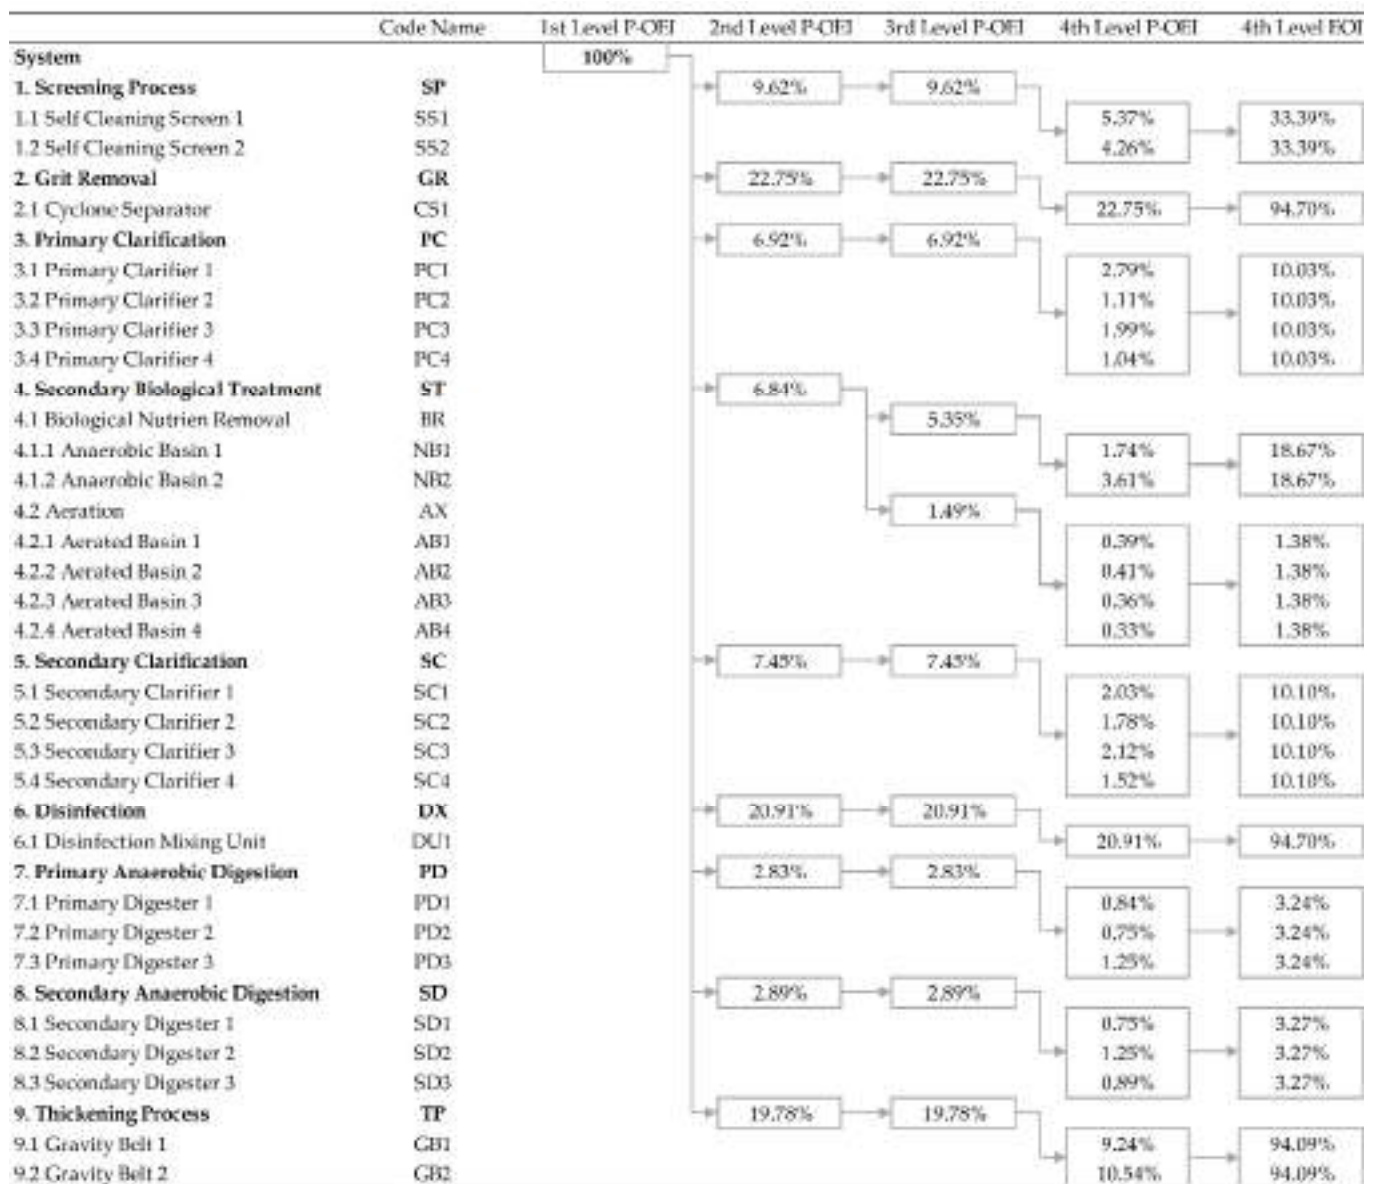 Code Name 1st Level P-OEI 2nd Level P-OEI 3rd Level P-OEI 4th Level P-OEI 4th Level EOI
System 100%
1. Screening Process SP 9.62% 9.62%
1.1 Self Cleaning Screen 1 SS1 5.37% 33.39%
1.2 Self Cleaning Screen 2 SS2 4.26% 33.39%
2. Grit Removal GR 22.75% 22.75%
2.1 Cyclone Separator CS1 22.75% 94.70%
3. Primary Clarification PC 6.92% 6.92%
3.1 Primary Clarifier 1 PC1 2.79% 10.03%
3.2 Primary Clarifier 2 PC2 1.11% 10.03%
3.3 Primary Clarifier 3 PC3 1.99% 10.03%
3.4 Primary Clarifier 4 PC4 1.04% 10.03%
4. Secondary Biological Treatment ST 6.84%
4.1 Biological Nutrien Removal BR 5.35%
4.1.1 Anaerobic Basin 1 NB1 1.74% 18.67%
4.1.2 Anaerobic Basin 2 NB2 3.61% 18.67%
4.2 Aeration AX 1.49%
4.2.1 Aerated Basin 1 AB1 0.39% 1.38%
4.2.2 Aerated Basin 2 AB2 0.41% 1.38%
4.2.3 Aerated Basin 3 AB3 0.36% 1.38%
4.2.4 Aerated Basin 4 AB4 0.33% 1.38%
5. Secondary Clarification SC 7.45% 7.45%
5.1 Secondary Clarifier 1 SC1 2.03% 10.10%
5.2 Secondary Clarifier 2 SC2 1.78% 10.10%
5.3 Secondary Clarifier 3 SC3 2.12% 10.10%
5.4 Secondary Clarifier 4 SC4 1.52% 10.10%
6. Disinfection DX 20.91% 20.91%
6.1 Disinfection Mixing Unit DU1 20.91% 94.70%
7. Primary Anaerobic Digestion PD 2.83% 2.83%
7.1 Primary Digester 1 PD1 0.84% 3.24%
7.2 Primary Digester 2 PD2 0.75% 3.24%
7.3 Primary Digester 3 PD3 1.25% 3.24%
8. Secondary Anaerobic Digestion SD 2.89% 2.89%
8.1 Secondary Digester 1 SD1 0.75% 3.27%
8.2 Secondary Digester 2 SD2 1.25% 3.27%
8.3 Secondary Digester 3 SD3 0.89% 3.27%
9. Thickening Process TP 19.78% 19.78%
9.1 Gravity Belt 1 GB1 9.24% 94.09%
9.2 Gravity Belt 2 GB2 10.54% 94.09%